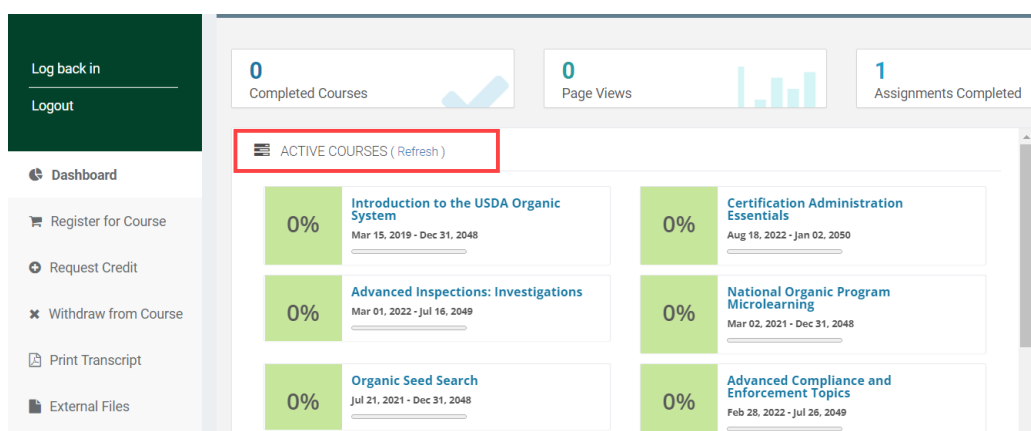 Log back in
Logout
Dashboard
Register for Course
Request Credit
Withdraw from Course
Print Transcript
External Files
0
Completed Courses
0
Page Views
1
Assignments Completed
ACTIVE COURSES ( Refresh )
0%
Introduction to the USDA Organic
System
Mar 15, 2019 - Dec 31, 2048
0%
Certification Administration
Essentials
Aug 18, 2022 - Jan 02, 2050
0%
Advanced Inspections: Investigations
Mar 01, 2022 - Jul 16, 2049
0%
National Organic Program
Microlearning
Mar 02, 2021 - Dec 31, 2048
0%
Organic Seed Search
Jul 21, 2021 - Dec 31, 2048
0%
Advanced Compliance and
Enforcement Topics
Feb 28, 2022 - Jul 26, 2049